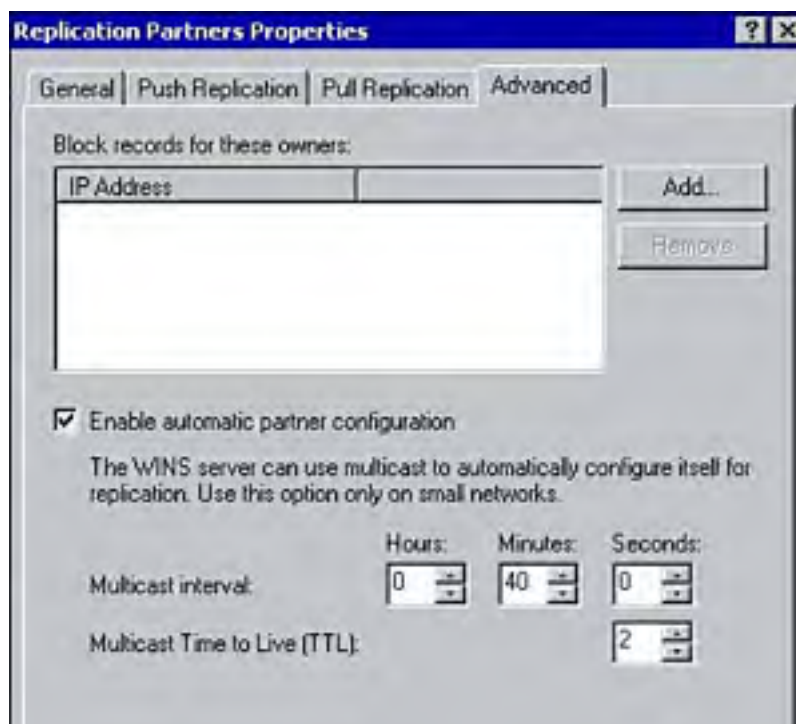 Replication Partners Properties
General Push Replication Pull Replication Advanced
Block records for these owners:
IP Address
Add...
Remove
Enable automatic partner configuration
The WINS server can use multicast to automatically configure itself for
replication. Use this option only on small networks.
Hours: Minutes: Seconds:
Multicast interval: 0 40 0
Multicast Time to Live (TTL): 2